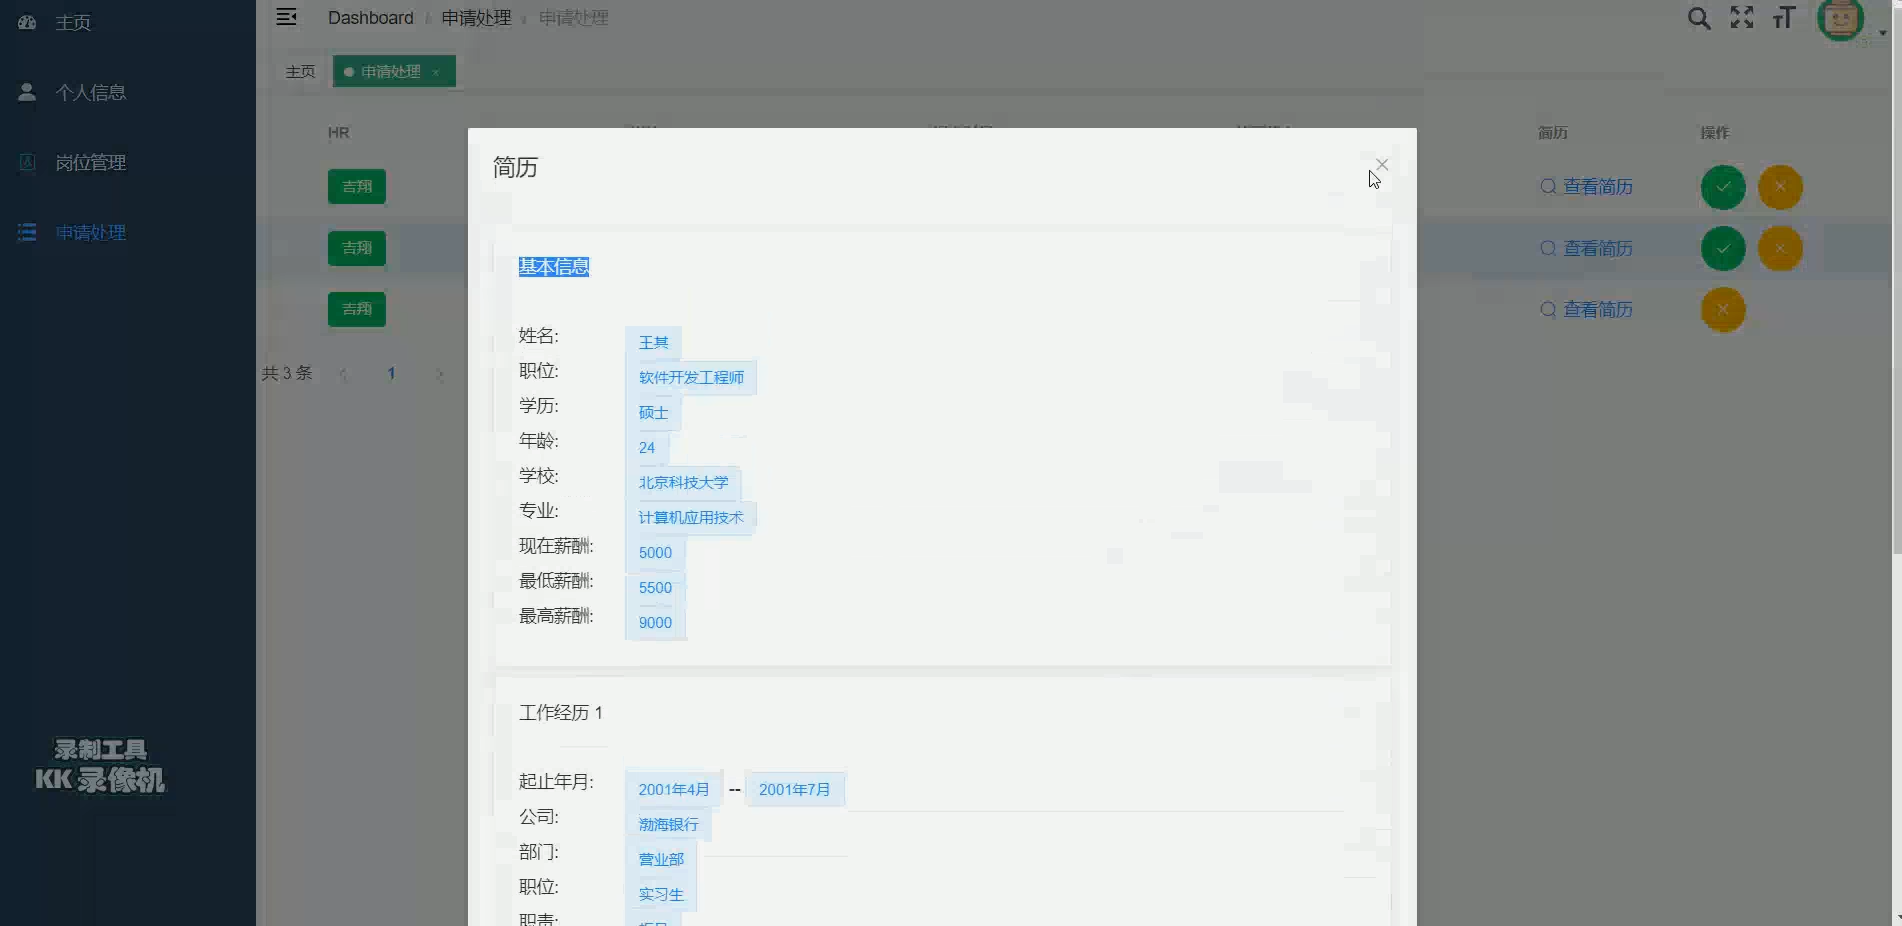 主页
个人信息
岗位管理
申请处理
录制工具
KK 录像机
Dashboard / 申请处理 / 申请处理
主页
申请处理 ×
HR
简历
操作
吉翔
查看简历
吉翔
查看简历
吉翔
查看简历
共 3 条
1
简历
基本信息
姓名:
王某
职位:
软件开发工程师
学历:
硕士
年龄:
24
学校:
北京科技大学
专业:
计算机应用技术
现在薪酬:
5000
最低薪酬:
5500
最高薪酬:
9000
工作经历 1
起止年月:
2001年4月 -- 2001年7月
公司:
渤海银行
部门:
营业部
职位:
实习生
职责: